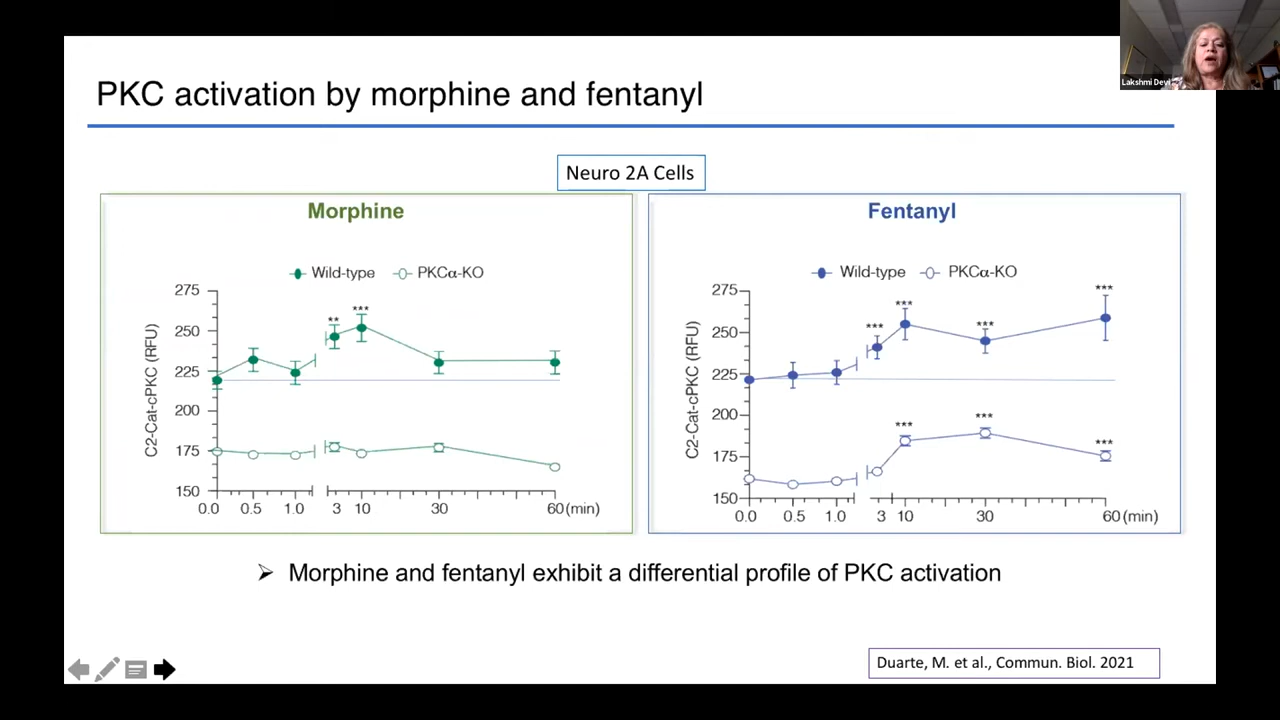 Lakshmi Devi
PKC activation by morphine and fentanyl
Neuro 2A Cells
Morphine
Wild-type PKCα-KO
C2-Cat-cPKC (RFU)
275
250
225
200
175
150
** ***
0.0 0.5 1.0 3 10 30 60 (min)
Fentanyl
Wild-type PKCα-KO
C2-Cat-cPKC (RFU)
275
250
225
200
175
150
*** *** *** ***
*** *** ***
0.0 0.5 1.0 3 10 30 60 (min)
➢ Morphine and fentanyl exhibit a differential profile of PKC activation
Duarte, M. et al., Commun. Biol. 2021